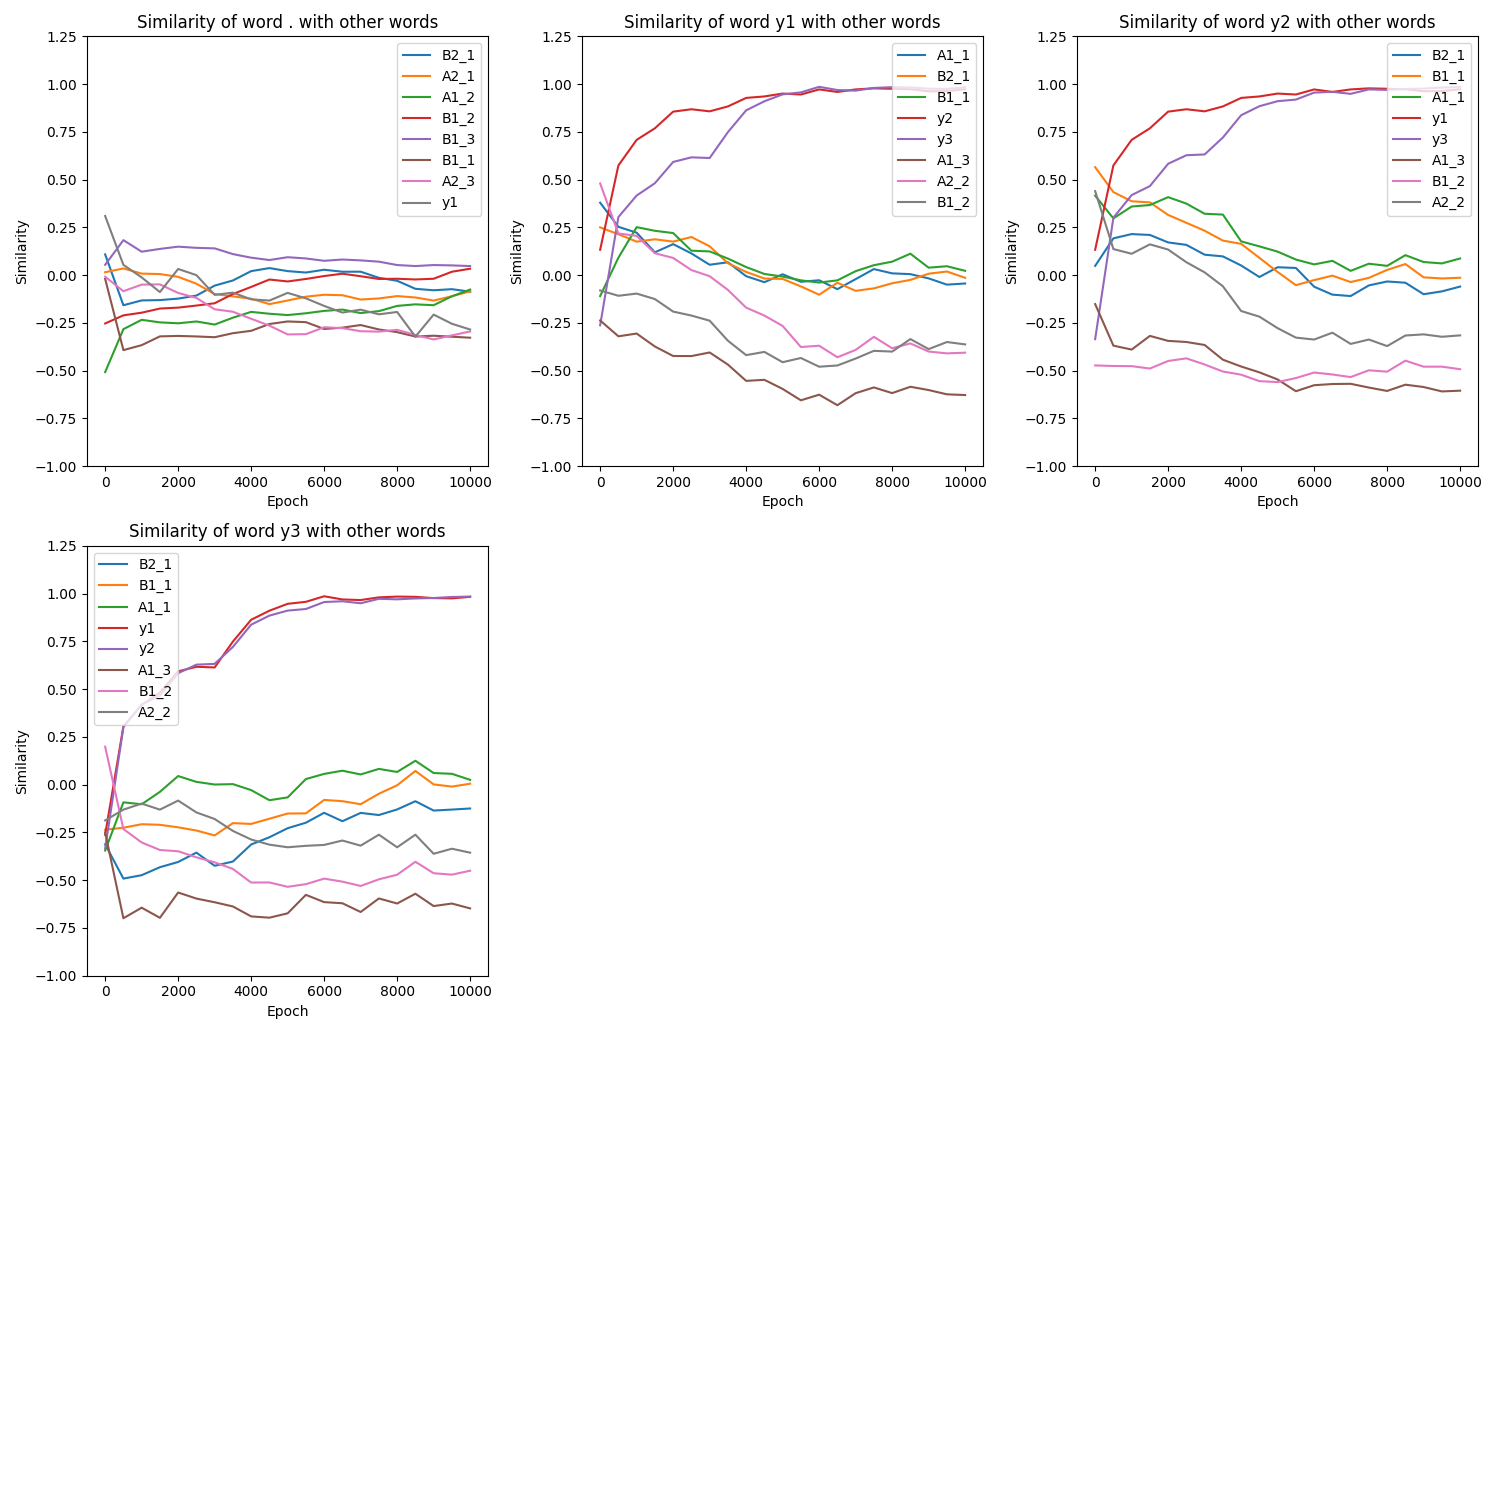 Similarity of word . with other words
1.25
1.00
0.75
0.50
0.25
0.00
−0.25
−0.50
−0.75
−1.00
Similarity
0 2000 4000 6000 8000 10000
Epoch
B2_1
A2_1
A1_2
B1_2
B1_3
B1_1
A2_3
y1
Similarity of word y1 with other words
1.25
1.00
0.75
0.50
0.25
0.00
−0.25
−0.50
−0.75
−1.00
Similarity
0 2000 4000 6000 8000 10000
Epoch
A1_1
B2_1
B1_1
y2
y3
A1_3
A2_2
B1_2
Similarity of word y2 with other words
1.25
1.00
0.75
0.50
0.25
0.00
−0.25
−0.50
−0.75
−1.00
Similarity
0 2000 4000 6000 8000 10000
Epoch
B2_1
B1_1
A1_1
y1
y3
A1_3
B1_2
A2_2
Similarity of word y3 with other words
1.25
1.00
0.75
0.50
0.25
0.00
−0.25
−0.50
−0.75
−1.00
Similarity
0 2000 4000 6000 8000 10000
Epoch
B2_1
B1_1
A1_1
y1
y2
A1_3
B1_2
A2_2